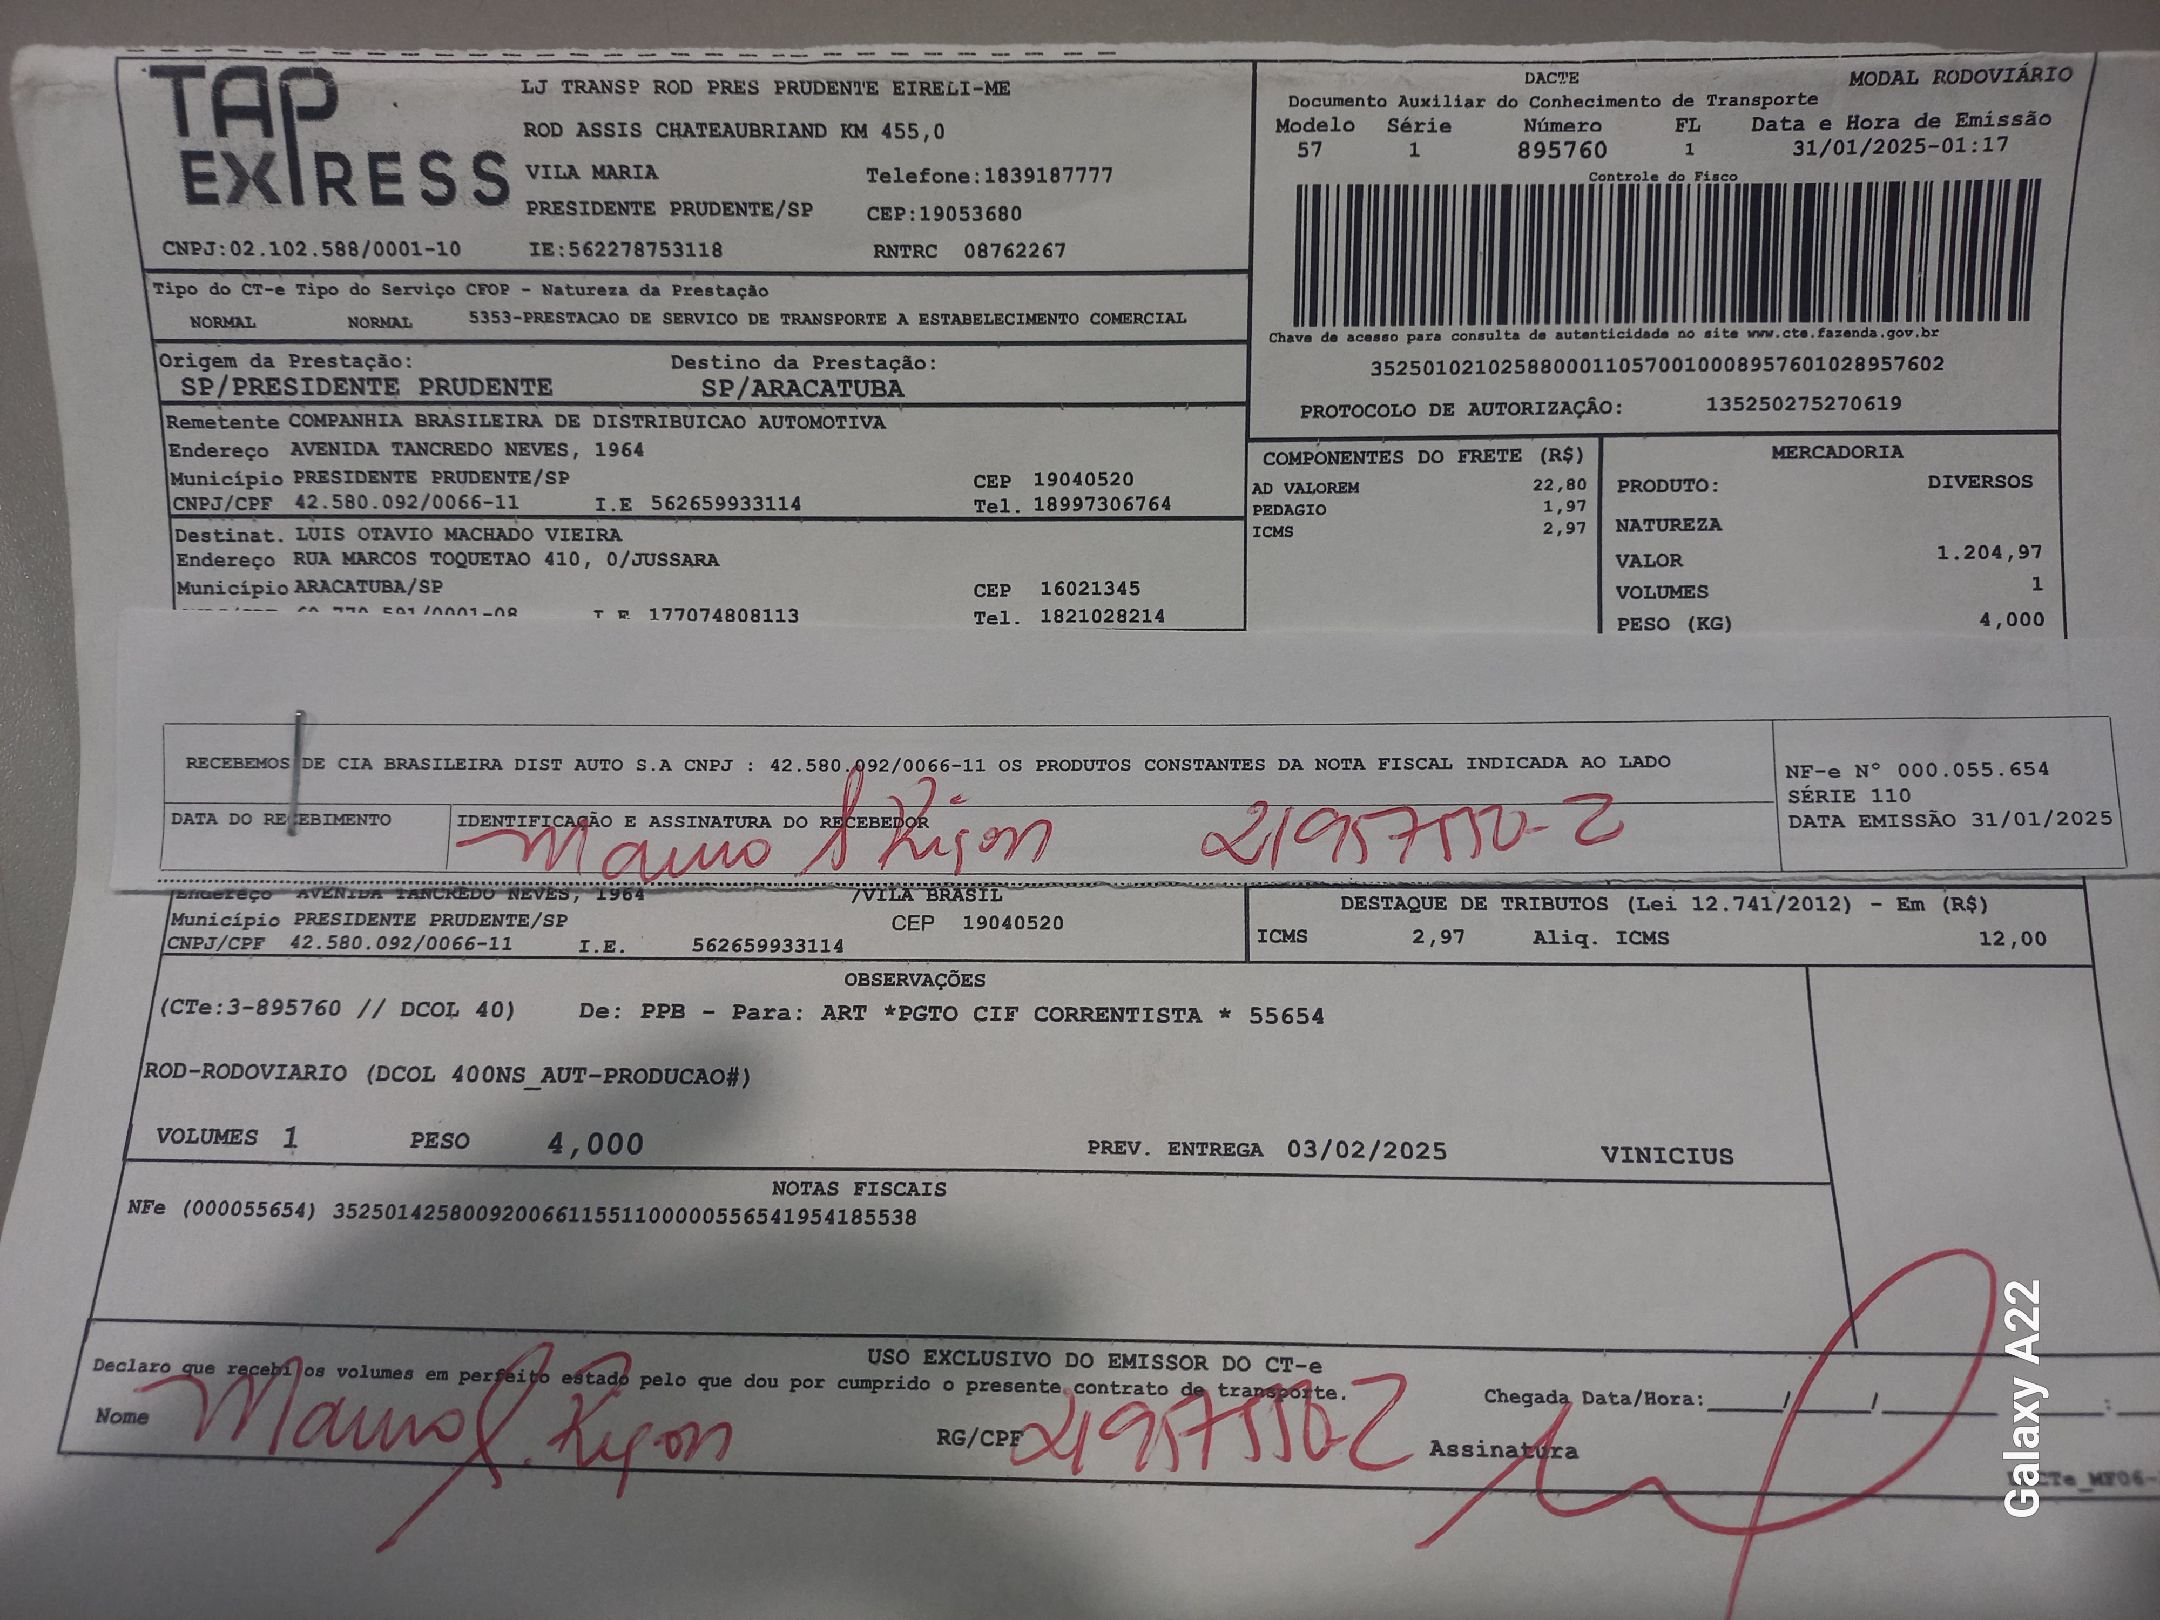 TAP EXPRESS
LJ TRANSP ROD PRES PRUDENTE EIRELI-ME
ROD ASSIS CHATEAUBRIAND KM 455,0
VILA MARIA Telefone:1839187777
PRESIDENTE PRUDENTE/SP CEP:19053680
CNPJ:02.102.588/0001-10 IE:562278753118 RNTRC 08762267
DACTE MODAL RODOVIÁRIO
Documento Auxiliar do Conhecimento de Transporte
Modelo Série Número FL Data e Hora de Emissão
57 1 895760 1 31/01/2025-01:17
Controle do Fisco
Chave de acesso para consulta de autenticidade no site www.cte.fazenda.gov.br
35250102102588000110570010008957601028957602
PROTOCOLO DE AUTORIZAÇÃO: 135250275270619
Tipo do CT-e Tipo do Serviço CFOP - Natureza da Prestação
NORMAL NORMAL 5353-PRESTACAO DE SERVICO DE TRANSPORTE A ESTABELECIMENTO COMERCIAL
Origem da Prestação: Destino da Prestação:
SP/PRESIDENTE PRUDENTE SP/ARACATUBA
Remetente COMPANHIA BRASILEIRA DE DISTRIBUICAO AUTOMOTIVA
Endereço AVENIDA TANCREDO NEVES, 1964
Município PRESIDENTE PRUDENTE/SP CEP 19040520
CNPJ/CPF 42.580.092/0066-11 I.E 562659933114 Tel. 18997306764
Destinat. LUIS OTAVIO MACHADO VIEIRA
Endereço RUA MARCOS TOQUETAO 410, 0/JUSSARA
Município ARACATUBA/SP CEP 16021345
177074808113 Tel. 1821028214
COMPONENTES DO FRETE (R$)
AD VALOREM 22,80
PEDAGIO 1,97
ICMS 2,97
MERCADORIA
PRODUTO: DIVERSOS
NATUREZA
VALOR 1.204,97
VOLUMES 1
PESO (KG) 4,000
RECEBEMOS DE CIA BRASILEIRA DIST AUTO S.A CNPJ : 42.580.092/0066-11 OS PRODUTOS CONSTANTES DA NOTA FISCAL INDICADA AO LADO
DATA DO RECEBIMENTO IDENTIFICAÇÃO E ASSINATURA DO RECEBEDOR
NF-e Nº 000.055.654
SÉRIE 110
DATA EMISSÃO 31/01/2025
Endereço AVENIDA TANCREDO NEVES, 1964 /VILA BRASIL
Município PRESIDENTE PRUDENTE/SP CEP 19040520
CNPJ/CPF 42.580.092/0066-11 I.E. 562659933114
DESTAQUE DE TRIBUTOS (Lei 12.741/2012) - Em (R$)
ICMS 2,97 Aliq. ICMS 12,00
OBSERVAÇÕES
(CTe:3-895760 // DCOL 40) De: PPB - Para: ART *PGTO CIF CORRENTISTA * 55654
ROD-RODOVIARIO (DCOL 400NS_AUT-PRODUCAO#)
VOLUMES 1 PESO 4,000 PREV. ENTREGA 03/02/2025 VINICIUS
NOTAS FISCAIS
NFe (000055654) 35250142580092006611551100000556541954185538
USO EXCLUSIVO DO EMISSOR DO CT-e
Declaro que recebi os volumes em perfeito estado pelo que dou por cumprido o presente contrato de transporte.
Chegada Data/Hora:____/____/____ ____:
Nome RG/CPF Assinatura
Galaxy A22